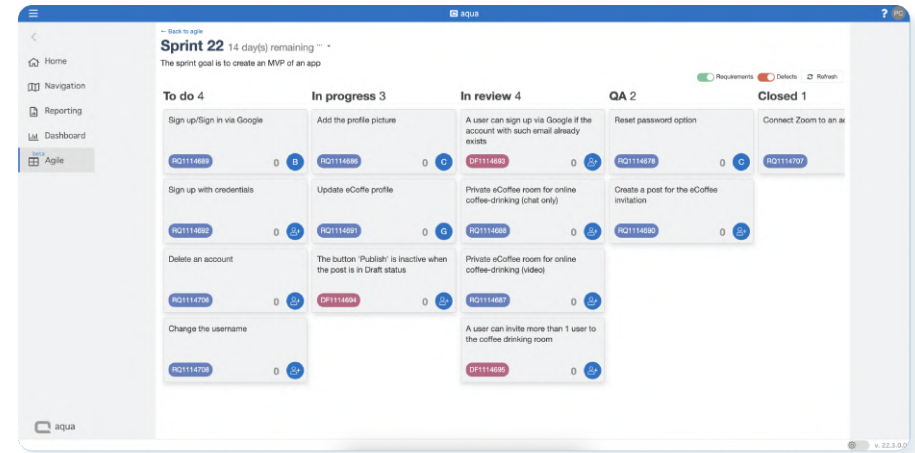 aqua
?
PC
← Back to agile
Home
Navigation
Reporting
Dashboard
beta
Agile
Sprint 22 14 day(s) remaining
The sprint goal is to create an MVP of an app
Requirements
Defects
Refresh
To do 4
Sign up/Sign in via Google
RQ1114689
0
B
Sign up with credentials
RQ1114692
0
Delete an account
RQ1114706
0
Change the username
RQ1114708
0
In progress 3
Add the profile picture
RQ1114686
0
C
Update eCoffe profile
RQ1114691
0
G
The button 'Publish' is inactive when
the post is in Draft status
DF1114694
0
In review 4
A user can sign up via Google if the
account with such email already
exists
DF1114693
0
Private eCoffee room for online
coffee-drinking (chat only)
RQ1114688
0
Private eCoffee room for online
coffee-drinking (video)
RQ1114687
0
A user can invite more than 1 user to
the coffee drinking room
DF1114695
0
QA 2
Reset password option
RQ1114678
0
C
Create a post for the eCoffee
invitation
RQ1114690
0
Closed 1
Connect Zoom to an
RQ1114707
aqua
v. 22.3.0.0